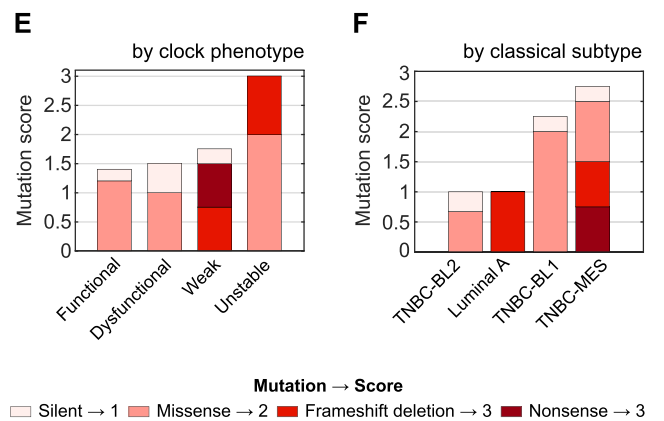 E
by clock phenotype
Mutation score
3
2.5
2
1.5
1
0.5
0
Functional
Dysfunctional
Weak
Unstable
F
by classical subtype
Mutation score
3
2.5
2
1.5
1
0.5
0
TNBC-BL2
Luminal A
TNBC-BL1
TNBC-MES
Mutation → Score
Silent → 1 Missense → 2 Frameshift deletion → 3 Nonsense → 3